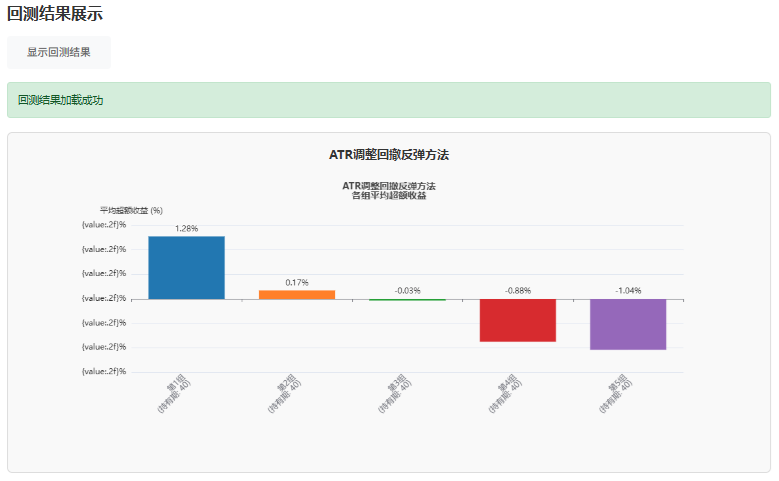 回测结果展示
显示回测结果
回测结果加载成功
ATR调整回撤反弹方法
ATR调整回撤反弹方法
各组平均超额收益
平均超额收益 (%)
{value:.2f}%
{value:.2f}%
{value:.2f}%
{value:.2f}%
{value:.2f}%
{value:.2f}%
{value:.2f}%
1.28%
0.17%
-0.03%
-0.88%
-1.04%
第1组
(持有期: 40)
第2组
(持有期: 40)
第3组
(持有期: 40)
第4组
(持有期: 40)
第5组
(持有期: 40)